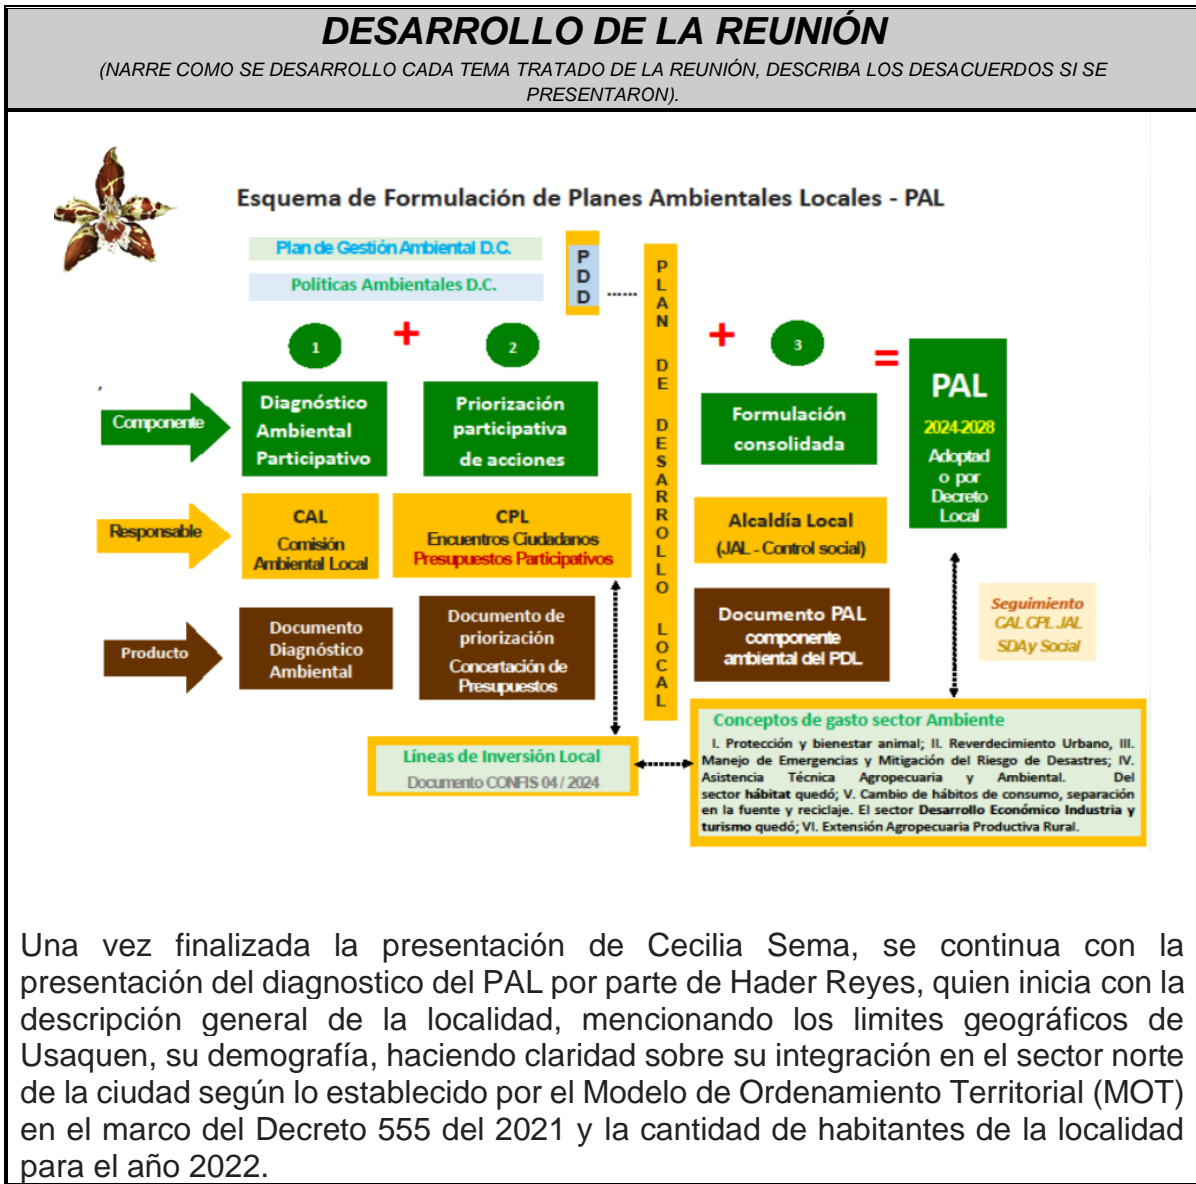 DESARROLLO DE LA REUNIÓN
(NARRE COMO SE DESARROLLO CADA TEMA TRATADO DE LA REUNIÓN, DESCRIBA LOS DESACUERDOS SI SE
PRESENTARON).
Esquema de Formulación de Planes Ambientales Locales - PAL
Plan de Gestión Ambiental D.C.
Políticas Ambientales D.C.
P
D
D
......
P
L
A
N
D
E
D
E
S
A
R
R
O
L
L
O
L
O
C
A
L
1
+
2
+
3
=
Componente
Diagnóstico
Ambiental
Participativo
Priorización
participativa
de acciones
Formulación
consolidada
PAL
2024-2028
Adoptad
o por
Decreto
Local
Responsable
CAL
Comisión
Ambiental Local
CPL
Encuentros Ciudadanos
Presupuestos Participativos
Alcaldía Local
(JAL - Control social)
Producto
Documento
Diagnóstico
Ambiental
Documento de
priorización
Concertación de
Presupuestos
Documento PAL
componente
ambiental del PDL
Seguimiento
CAL CPL JAL
SDA y Social
Líneas de Inversión Local
Documento CONFIS 04 / 2024
Conceptos de gasto sector Ambiente
I. Protección y bienestar animal; II. Reverdecimiento Urbano, III.
Manejo de Emergencias y Mitigación del Riesgo de Desastres; IV.
Asistencia Técnica Agropecuaria y Ambiental. Del
sector hábitat quedó; V. Cambio de hábitos de consumo, separación
en la fuente y reciclaje. El sector Desarrollo Económico Industria y
turismo quedó; VI. Extensión Agropecuaria Productiva Rural.
Una vez finalizada la presentación de Cecilia Sema, se continua con la
presentación del diagnostico del PAL por parte de Hader Reyes, quien inicia con la
descripción general de la localidad, mencionando los limites geográficos de
Usaquen, su demografía, haciendo claridad sobre su integración en el sector norte
de la ciudad según lo establecido por el Modelo de Ordenamiento Territorial (MOT)
en el marco del Decreto 555 del 2021 y la cantidad de habitantes de la localidad
para el año 2022.